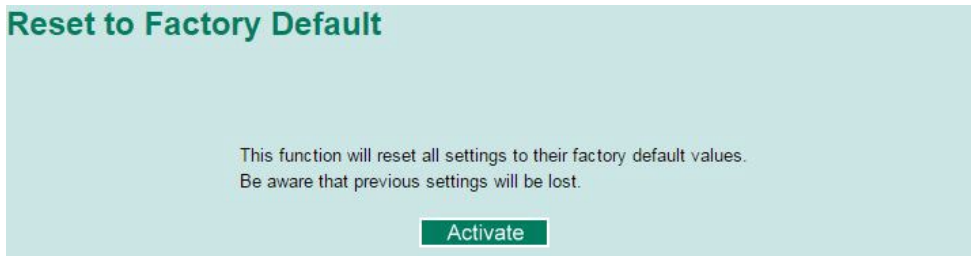 Reset to Factory Default
This function will reset all settings to their factory default values.
Be aware that previous settings will be lost.
Activate